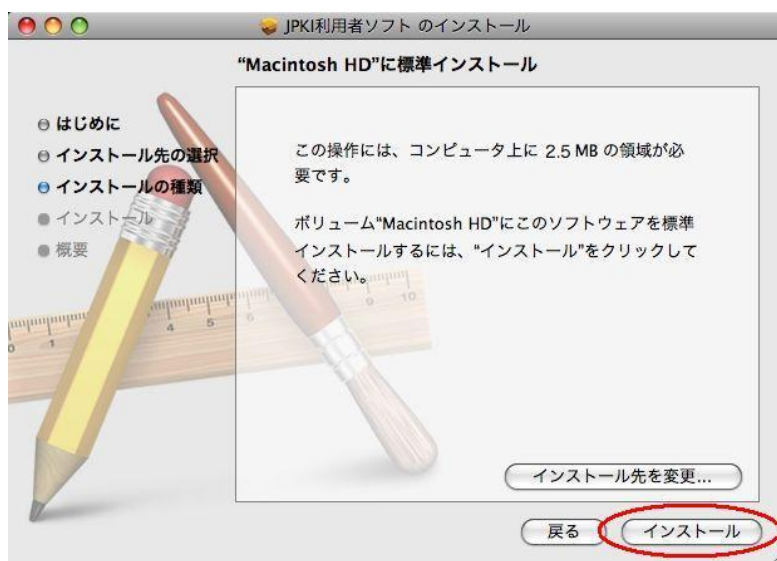 JPKI利用者ソフト のインストール
“Macintosh HD”に標準インストール
はじめに
インストール先の選択
インストールの種類
インストール
概要
この操作には、コンピュータ上に 2.5 MB の領域が必
要です。
ボリューム“Macintosh HD”にこのソフトウェアを標準
インストールするには、“インストール”をクリックして
ください。
0 1 4 5 6 9 10
インストール先を変更...
戻る
インストール